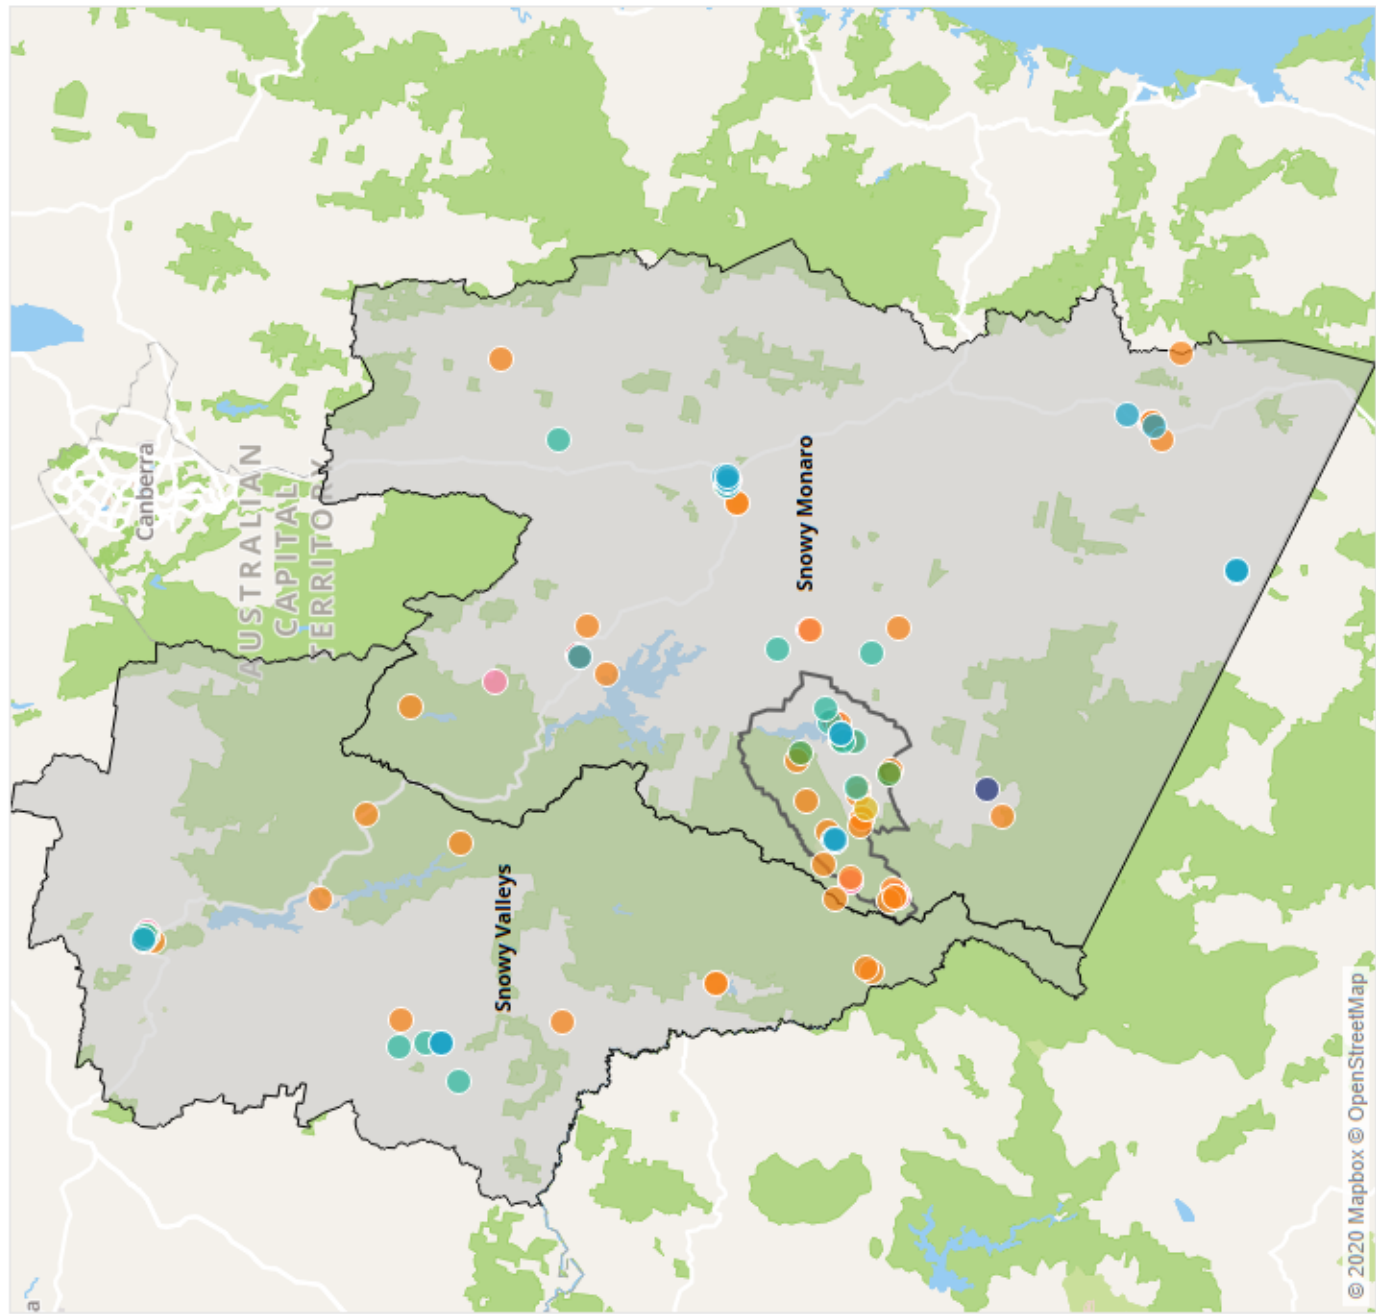 Canberra
AUSTRALIAN
CAPITAL
TERRITORY
Snowy Monaro
Snowy Valleys
a
© 2020 Mapbox © OpenStreetMap